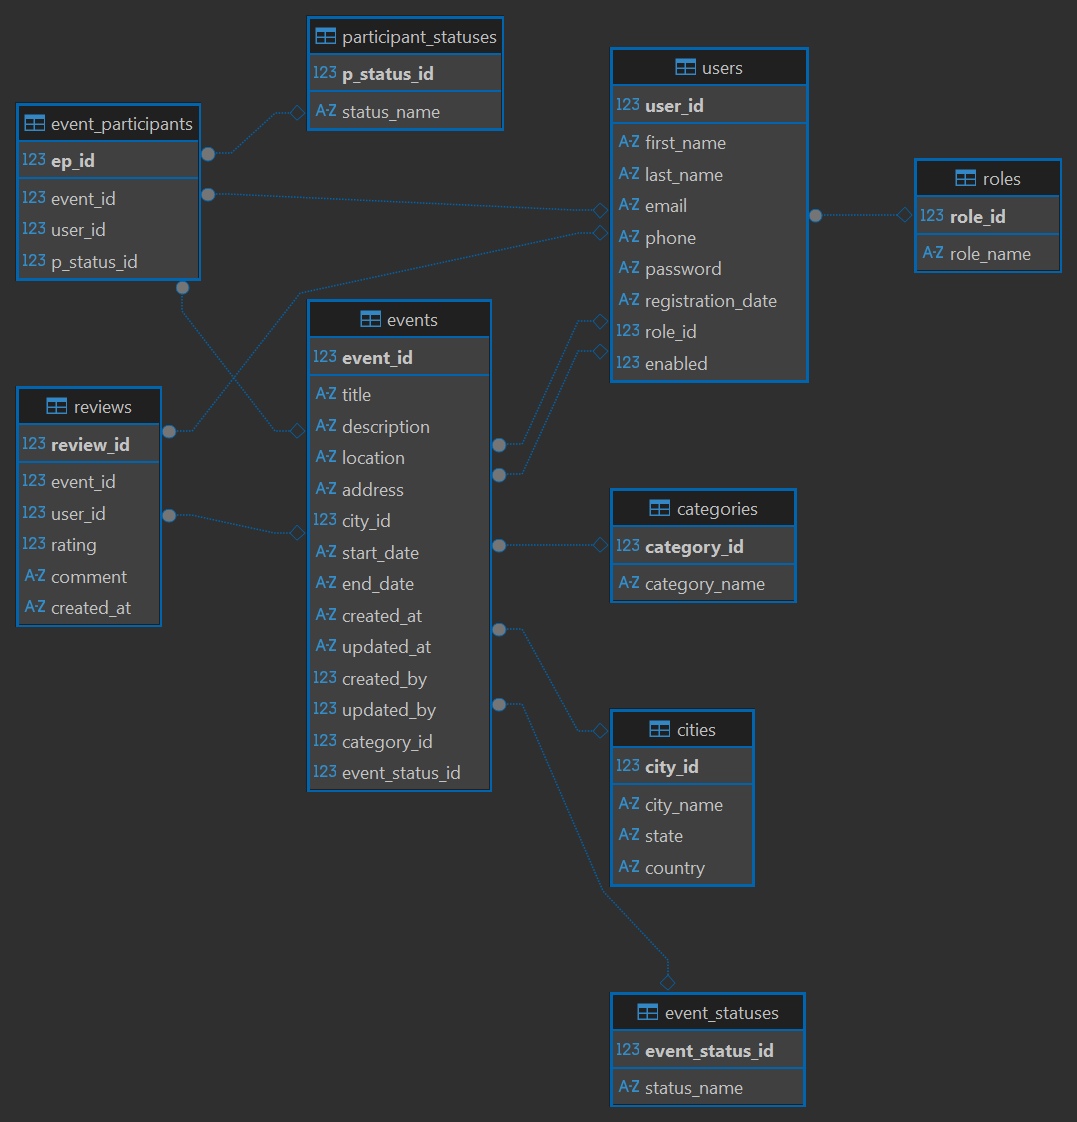 participant_statuses
123 p_status_id
A-Z status_name
event_participants
123 ep_id
123 event_id
123 user_id
123 p_status_id
users
123 user_id
A-Z first_name
A-Z last_name
A-Z email
A-Z phone
A-Z password
A-Z registration_date
123 role_id
123 enabled
roles
123 role_id
A-Z role_name
events
123 event_id
A-Z title
A-Z description
A-Z location
A-Z address
123 city_id
A-Z start_date
A-Z end_date
A-Z created_at
A-Z updated_at
123 created_by
123 updated_by
123 category_id
123 event_status_id
reviews
123 review_id
123 event_id
123 user_id
123 rating
A-Z comment
A-Z created_at
categories
123 category_id
A-Z category_name
cities
123 city_id
A-Z city_name
A-Z state
A-Z country
event_statuses
123 event_status_id
A-Z status_name